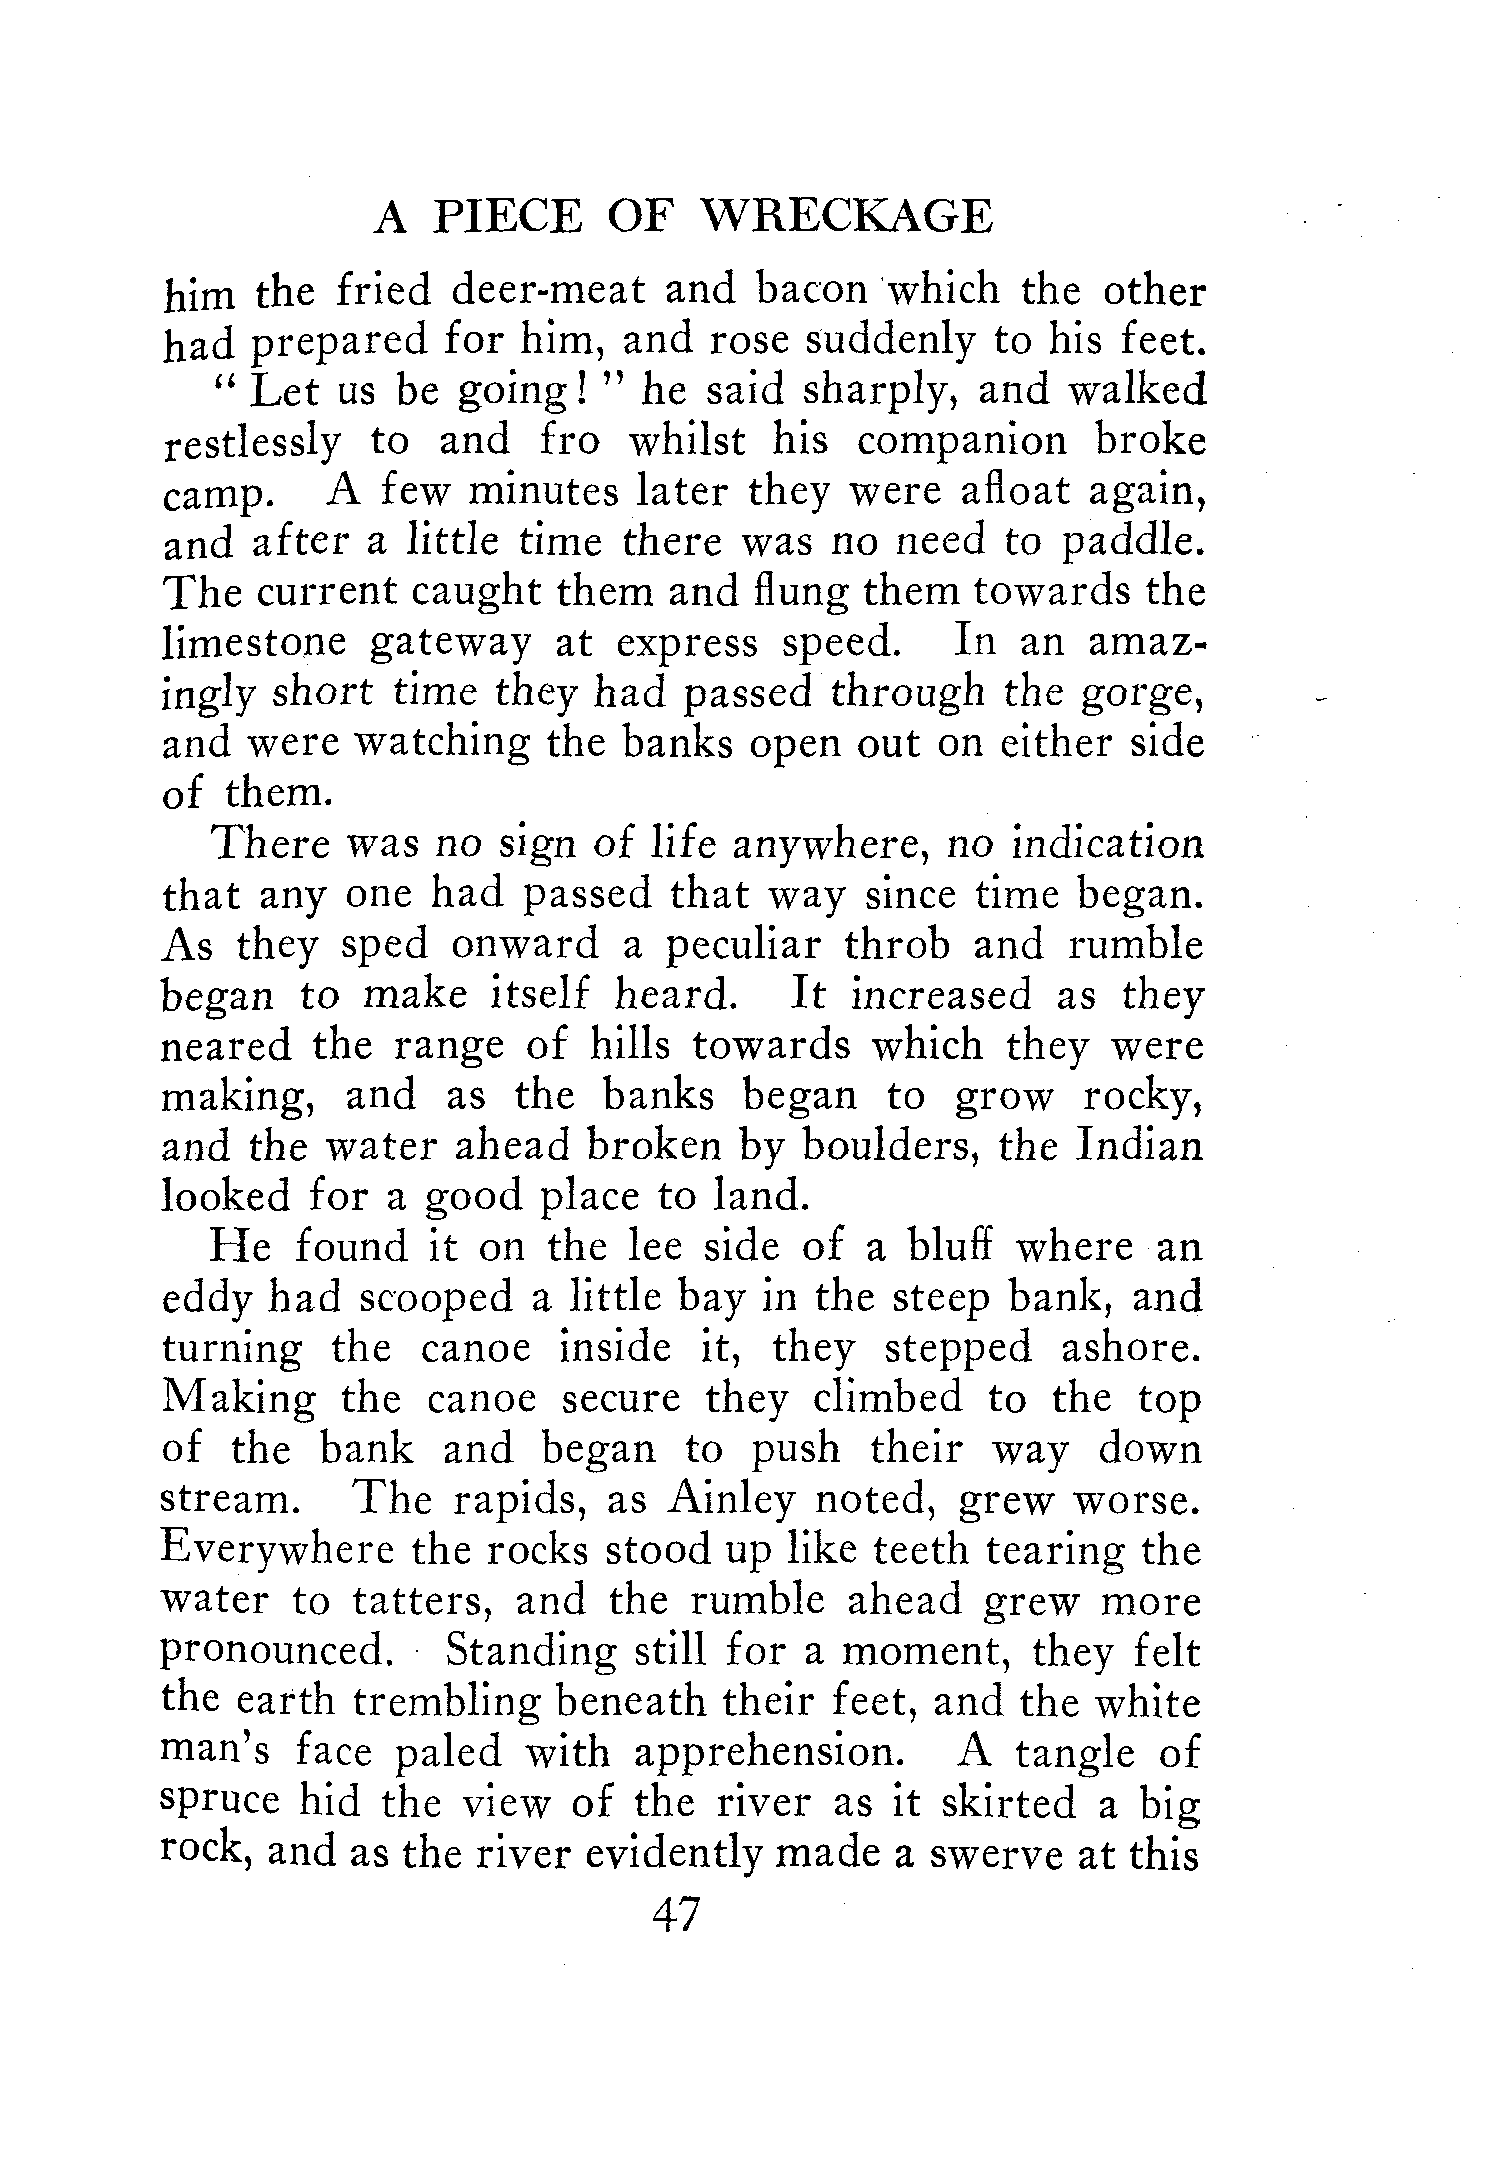 A PIECE OF WRECKAGE
him the fried deer-meat and bacon which the other
had prepared for him, and rose suddenly to his feet.
“ Let us be going! ” he said sharply, and walked
restlessly to and fro whilst his companion broke
camp. A few minutes later they were afloat again,
and after a little time there was no need to paddle.
The current caught them and flung them towards the
limestone gateway at express speed. In an amaz-
ingly short time they had passed through the gorge,
and were watching the banks open out on either side
of them.
There was no sign of life anywhere, no indication
that any one had passed that way since time began.
As they sped onward a peculiar throb and rumble
began to make itself heard. It increased as they
neared the range of hills towards which they were
making, and as the banks began to grow rocky,
and the water ahead broken by boulders, the Indian
looked for a good place to land.
He found it on the lee side of a bluff where an
eddy had scooped a little bay in the steep bank, and
turning the canoe inside it, they stepped ashore.
Making the canoe secure they climbed to the top
of the bank and began to push their way down
stream. The rapids, as Ainley noted, grew worse.
Everywhere the rocks stood up like teeth tearing the
water to tatters, and the rumble ahead grew more
pronounced. Standing still for a moment, they felt
the earth trembling beneath their feet, and the white
man's face paled with apprehension. A tangle of
spruce hid the view of the river as it skirted a big
rock, and as the river evidently made a swerve at this
47